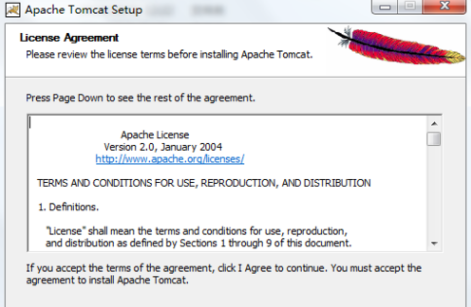 Apache Tomcat Setup
License Agreement
Please review the license terms before installing Apache Tomcat.
Press Page Down to see the rest of the agreement.
Apache License
Version 2.0, January 2004
http://www.apache.org/licenses/
TERMS AND CONDITIONS FOR USE, REPRODUCTION, AND DISTRIBUTION
1. Definitions.
"License" shall mean the terms and conditions for use, reproduction,
and distribution as defined by Sections 1 through 9 of this document.
If you accept the terms of the agreement, click I Agree to continue. You must accept the
agreement to install Apache Tomcat.